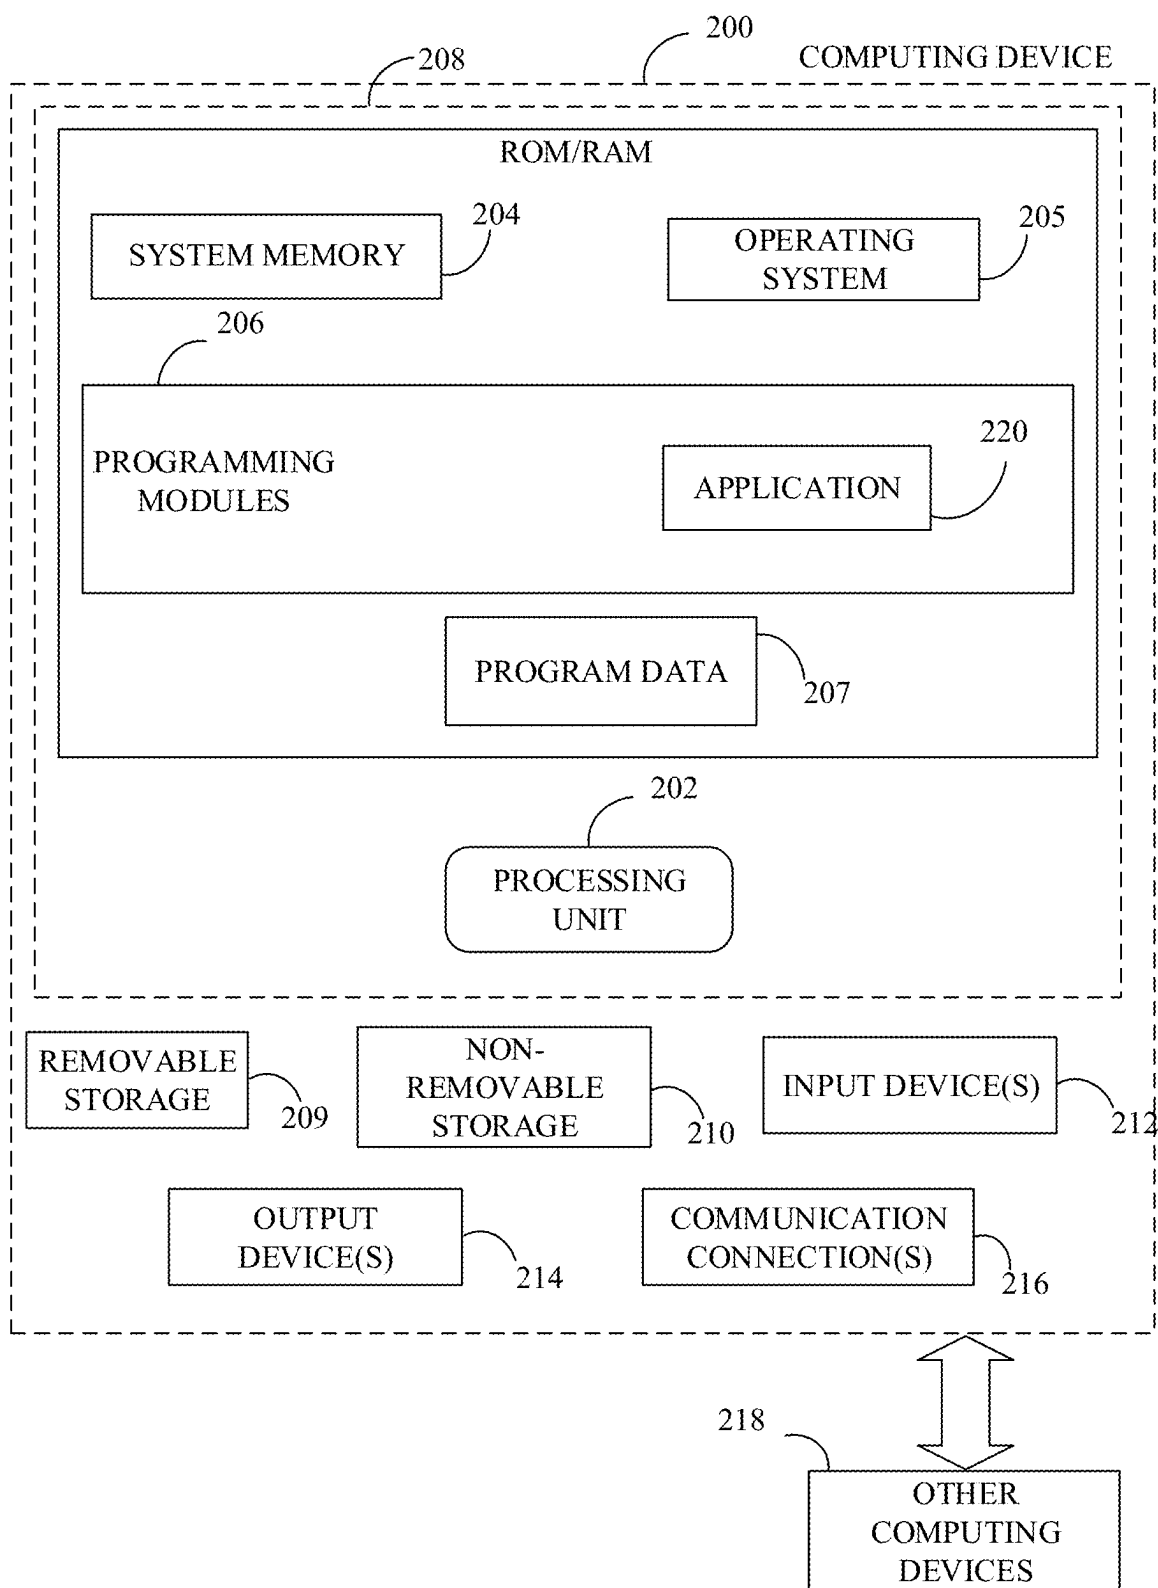 200
COMPUTING DEVICE
208
ROM/RAM
204
SYSTEM MEMORY
205
OPERATING
SYSTEM
206
220
PROGRAMMING
MODULES
APPLICATION
PROGRAM DATA
207
202
PROCESSING
UNIT
REMOVABLE
STORAGE
209
NON-
REMOVABLE
STORAGE
210
INPUT DEVICE(S)
212
OUTPUT
DEVICE(S)
214
COMMUNICATION
CONNECTION(S)
216
218
OTHER
COMPUTING
DEVICES